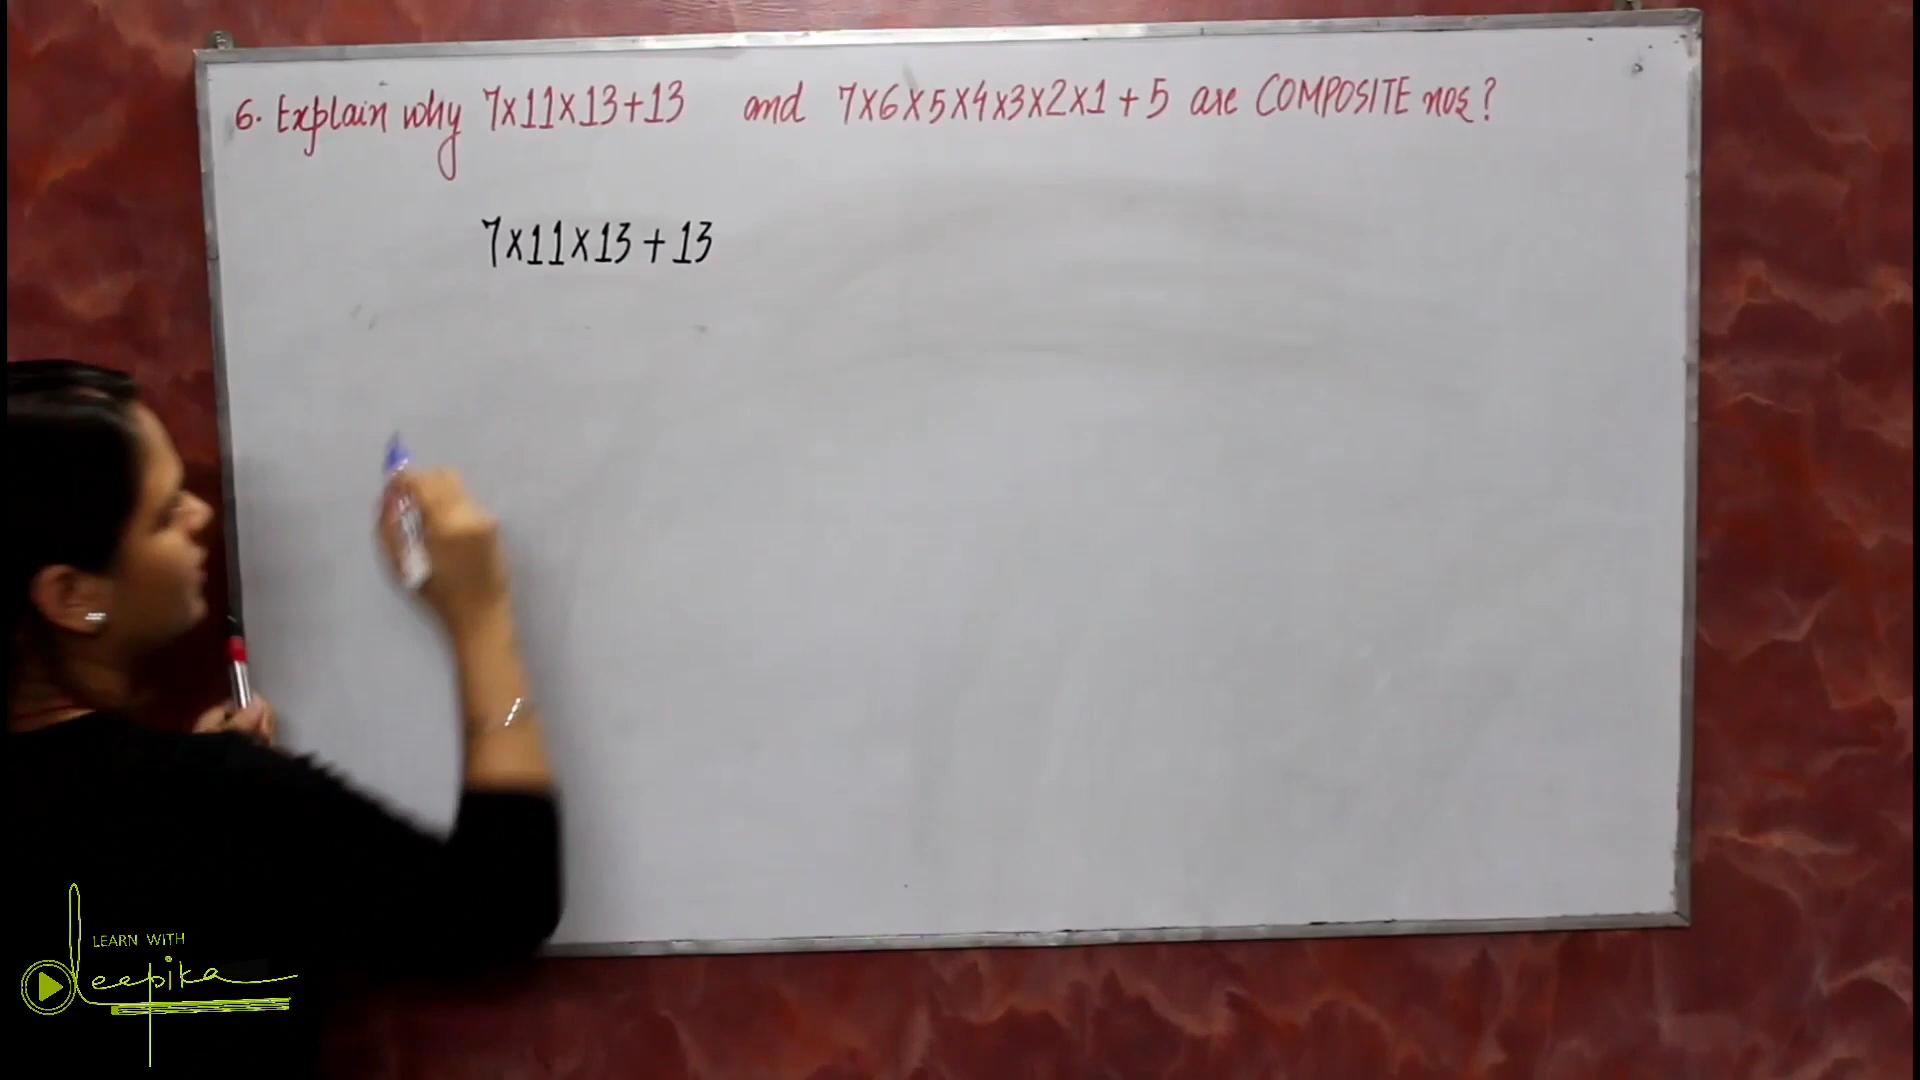 6. Explain why 7x11x13+13 and 7x6x5x4x3x2x1+5 are COMPOSITE nos?
7x11x13+13
LEARN WITH
Deepika